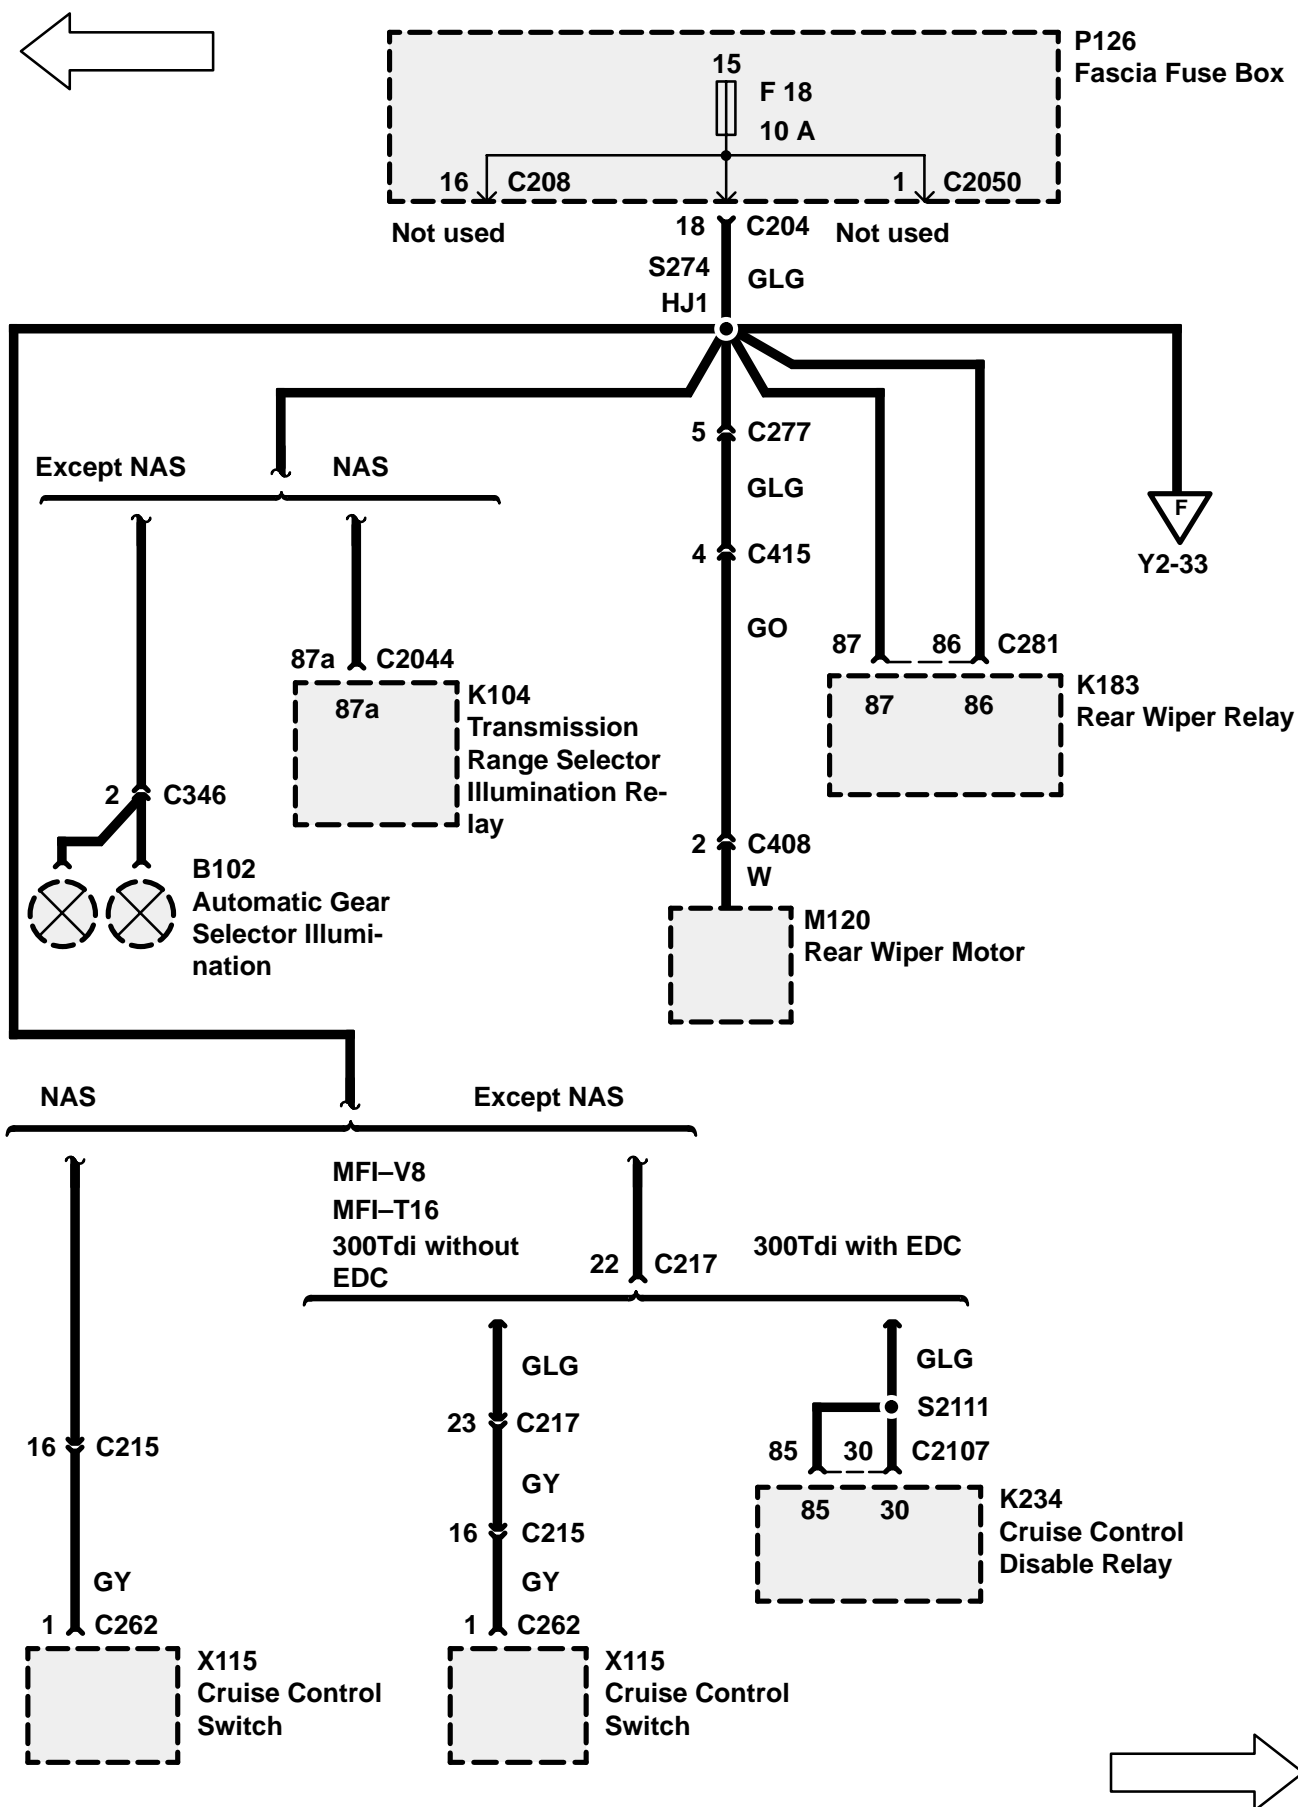 P126
Fascia Fuse Box
15
F 18
10 A
16 C208
1 C2050
Not used
18 C204
Not used
S274
HJ1
GLG
5 C277
Except NAS
NAS
GLG
F
4 C415
Y2-33
GO
87 86 C281
87a C2044
K183
Rear Wiper Relay
87 86
K104
Transmission
Range Selector
Illumination Re-
lay
87a
2 C346
2 C408
W
B102
Automatic Gear
Selector Illumi-
nation
M120
Rear Wiper Motor
NAS
Except NAS
MFI–V8
MFI–T16
300Tdi without
EDC
22 C217
300Tdi with EDC
GLG
GLG
S2111
23 C217
16 C215
85 30 C2107
GY
K234
Cruise Control
Disable Relay
85 30
16 C215
GY
GY
1 C262
1 C262
X115
Cruise Control
Switch
X115
Cruise Control
Switch